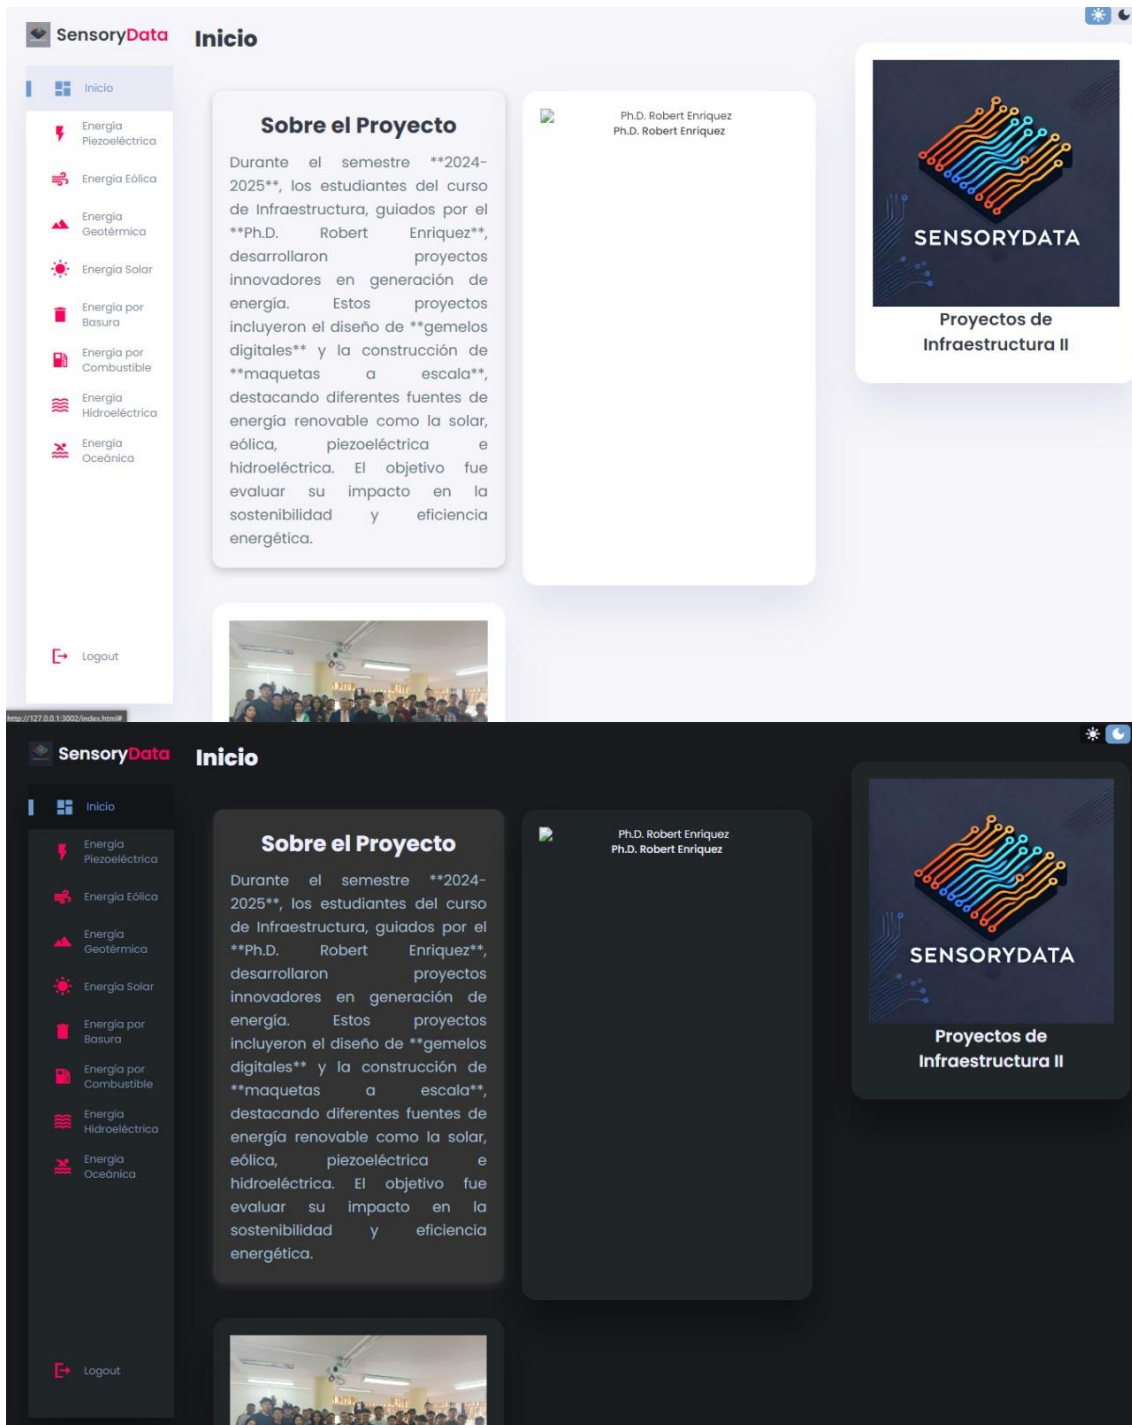 SensoryData
Inicio
Inicio
Energía
Piezoeléctrica
Energía Eólica
Energía
Geotérmica
Energía Solar
Energía por
Basura
Energía por
Combustible
Energía
Hidroeléctrica
Energía
Oceánica
Logout
http://127.0.0.1:3002/index.html#
Sobre el Proyecto
Durante el semestre **2024-
2025**, los estudiantes del curso
de Infraestructura, guiados por el
**Ph.D. Robert Enriquez**,
desarrollaron proyectos
innovadores en generación de
energía. Estos proyectos
incluyeron el diseño de **gemelos
digitales** y la construcción de
**maquetas a escala**,
destacando diferentes fuentes de
energía renovable como la solar,
eólica, piezoeléctrica e
hidroeléctrica. El objetivo fue
evaluar su impacto en la
sostenibilidad y eficiencia
energética.
Ph.D. Robert Enriquez
Ph.D. Robert Enriquez
SENSORYDATA
Proyectos de
Infraestructura II
SensoryData
Inicio
Inicio
Energía
Piezoeléctrica
Energía Eólica
Energía
Geotérmica
Energía Solar
Energía por
Basura
Energía por
Combustible
Energía
Hidroeléctrica
Energía
Oceánica
Logout
Sobre el Proyecto
Durante el semestre **2024-
2025**, los estudiantes del curso
de Infraestructura, guiados por el
**Ph.D. Robert Enriquez**,
desarrollaron proyectos
innovadores en generación de
energía. Estos proyectos
incluyeron el diseño de **gemelos
digitales** y la construcción de
**maquetas a escala**,
destacando diferentes fuentes de
energía renovable como la solar,
eólica, piezoeléctrica e
hidroeléctrica. El objetivo fue
evaluar su impacto en la
sostenibilidad y eficiencia
energética.
Ph.D. Robert Enriquez
Ph.D. Robert Enriquez
SENSORYDATA
Proyectos de
Infraestructura II